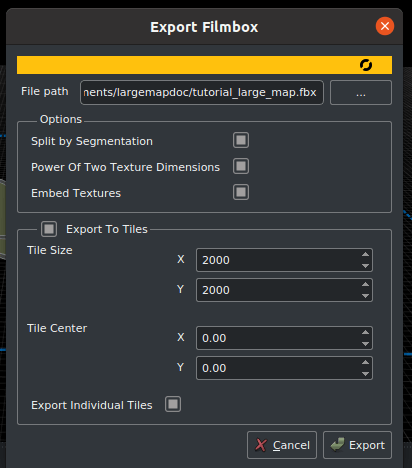 Export Filmbox
File path
nents/largemapdoc/tutorial_large_map.fbx
...
Options
Split by Segmentation
Power Of Two Texture Dimensions
Embed Textures
Export To Tiles
Tile Size
X
2000
Y
2000
Tile Center
X
0.00
Y
0.00
Export Individual Tiles
Cancel
Export